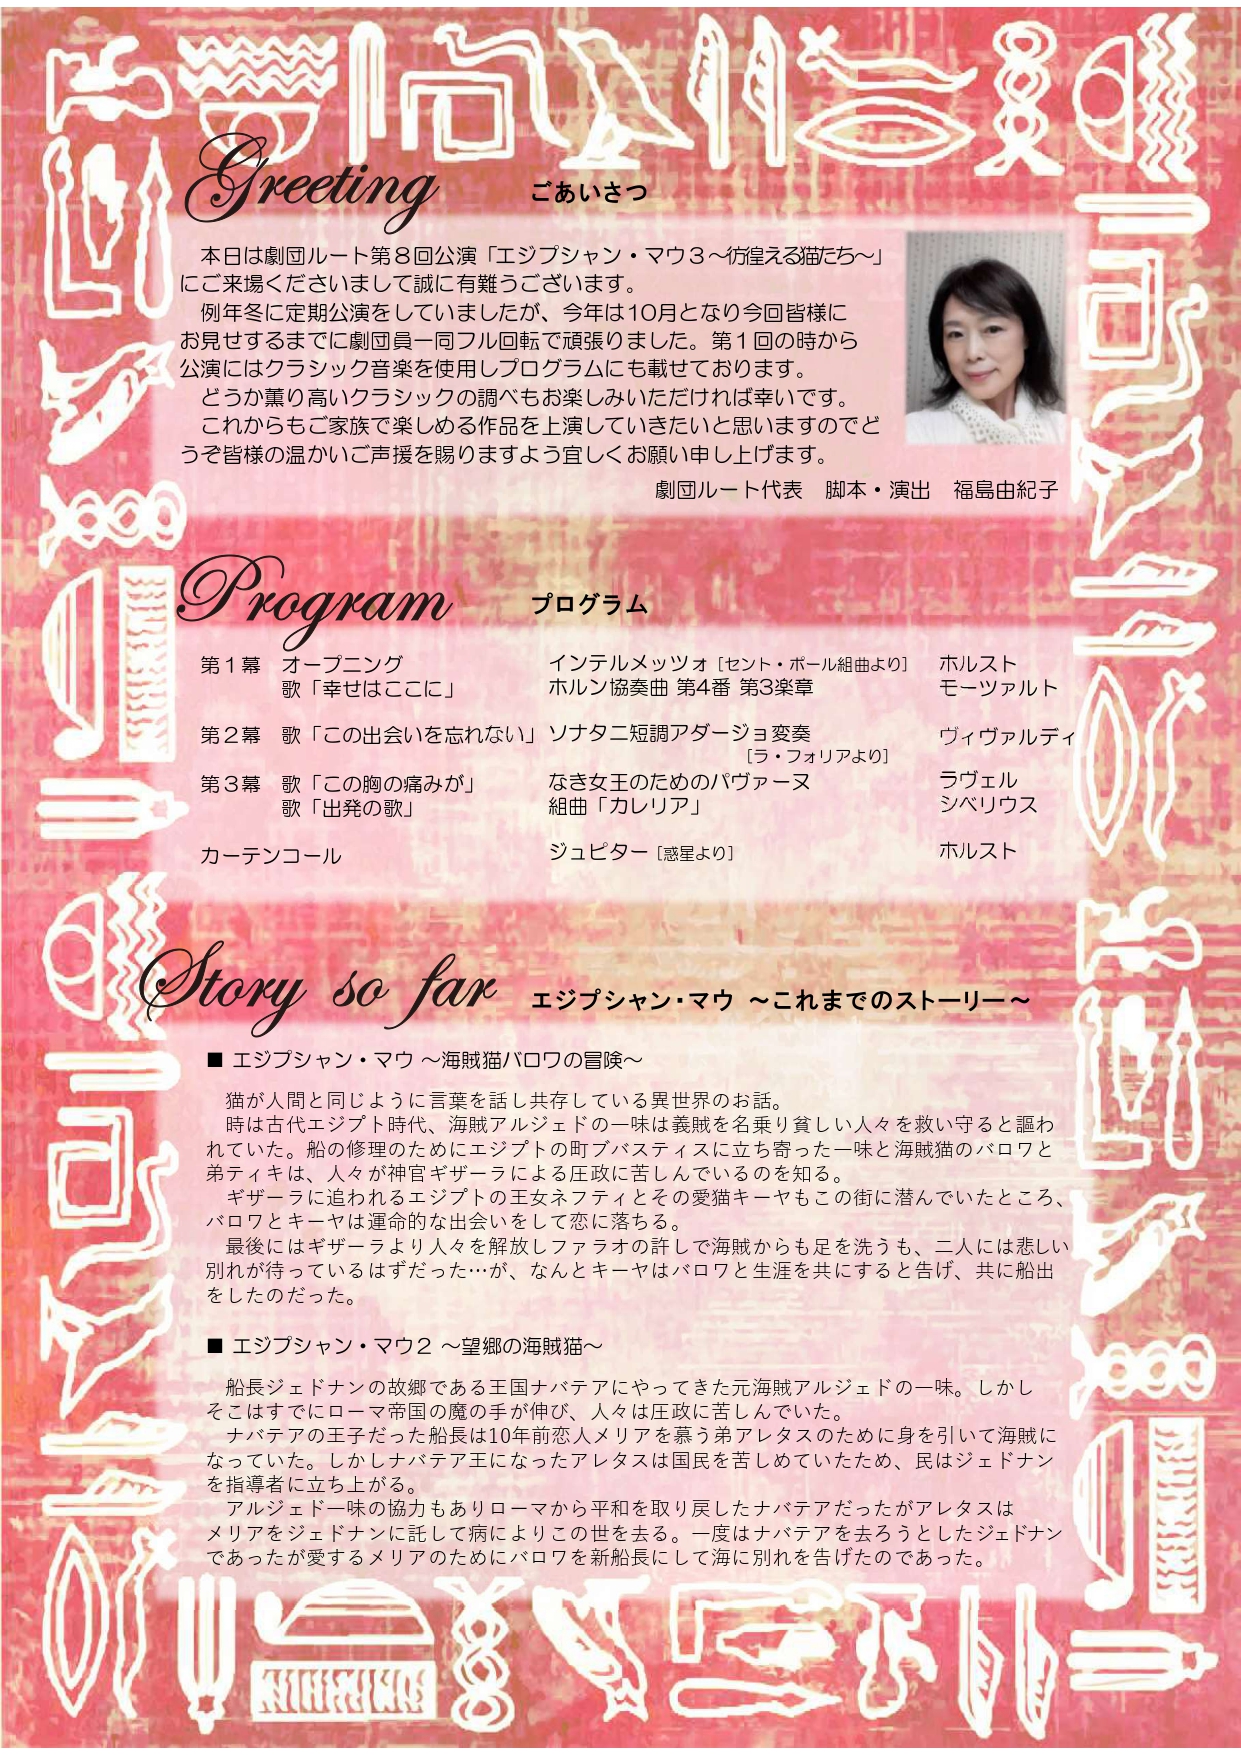 Greeting ごあいさつ
本日は劇団ルート第８回公演「エジプシャン・マウ３～彷徨える猫たち～」
にご来場くださいまして誠に有難うございます。
例年冬に定期公演をしていましたが、今年は10月となり今回皆様に
お見せするまでに劇団員一同フル回転で頑張りました。第１回の時から
公演にはクラシック音楽を使用しプログラムにも載せております。
どうか薫り高いクラシックの調べもお楽しみいただければ幸いです。
これからもご家族で楽しめる作品を上演していきたいと思いますのでど
うぞ皆様の温かいご声援を賜りますよう宜しくお願い申し上げます。
劇団ルート代表　脚本・演出　福島由紀子
Program プログラム
第１幕　オープニング　インテルメッツォ［セント・ポール組曲より］　ホルスト
歌「幸せはここに」　ホルン協奏曲 第4番 第3楽章　モーツァルト
第２幕　歌「この出会いを忘れない」　ソナタニ短調アダージョ変奏　ヴィヴァルディ
［ラ・フォリアより］
第３幕　歌「この胸の痛みが」　なき女王のためのパヴァーヌ　ラヴェル
歌「出発の歌」　組曲「カレリア」　シベリウス
カーテンコール　ジュピター［惑星より］　ホルスト
Story so far エジプシャン・マウ ～これまでのストーリー～
■ エジプシャン・マウ ～海賊猫バロワの冒険～
猫が人間と同じように言葉を話し共存している異世界のお話。
時は古代エジプト時代、海賊アルジェドの一味は義賊を名乗り貧しい人々を救い守ると謳わ
れていた。船の修理のためにエジプトの町ブバスティスに立ち寄った一味と海賊猫のバロワと
弟ティキは、人々が神官ギザーラによる圧政に苦しんでいるのを知る。
ギザーラに追われるエジプトの王女ネフティとその愛猫キーヤもこの街に潜んでいたところ、
バロワとキーヤは運命的な出会いをして恋に落ちる。
最後にはギザーラより人々を解放しファラオの許しで海賊からも足を洗うも、二人には悲しい
別れが待っているはずだった…が、なんとキーヤはバロワと生涯を共にすると告げ、共に船出
をしたのだった。
■ エジプシャン・マウ２ ～望郷の海賊猫～
船長ジェドナンの故郷である王国ナバテアにやってきた元海賊アルジェドの一味。しかし
そこはすでにローマ帝国の魔の手が伸び、人々は圧政に苦しんでいた。
ナバテアの王子だった船長は10年前恋人メリアを慕う弟アレタスのために身を引いて海賊に
なっていた。しかしナバテア王になったアレタスは国民を苦しめていたため、民はジェドナン
を指導者に立ち上がる。
アルジェド一味の協力もありローマから平和を取り戻したナバテアだったがアレタスは
メリアをジェドナンに託して病によりこの世を去る。一度はナバテアを去ろうとしたジェドナン
であったが愛するメリアのためにバロワを新船長にして海に別れを告げたのであった。